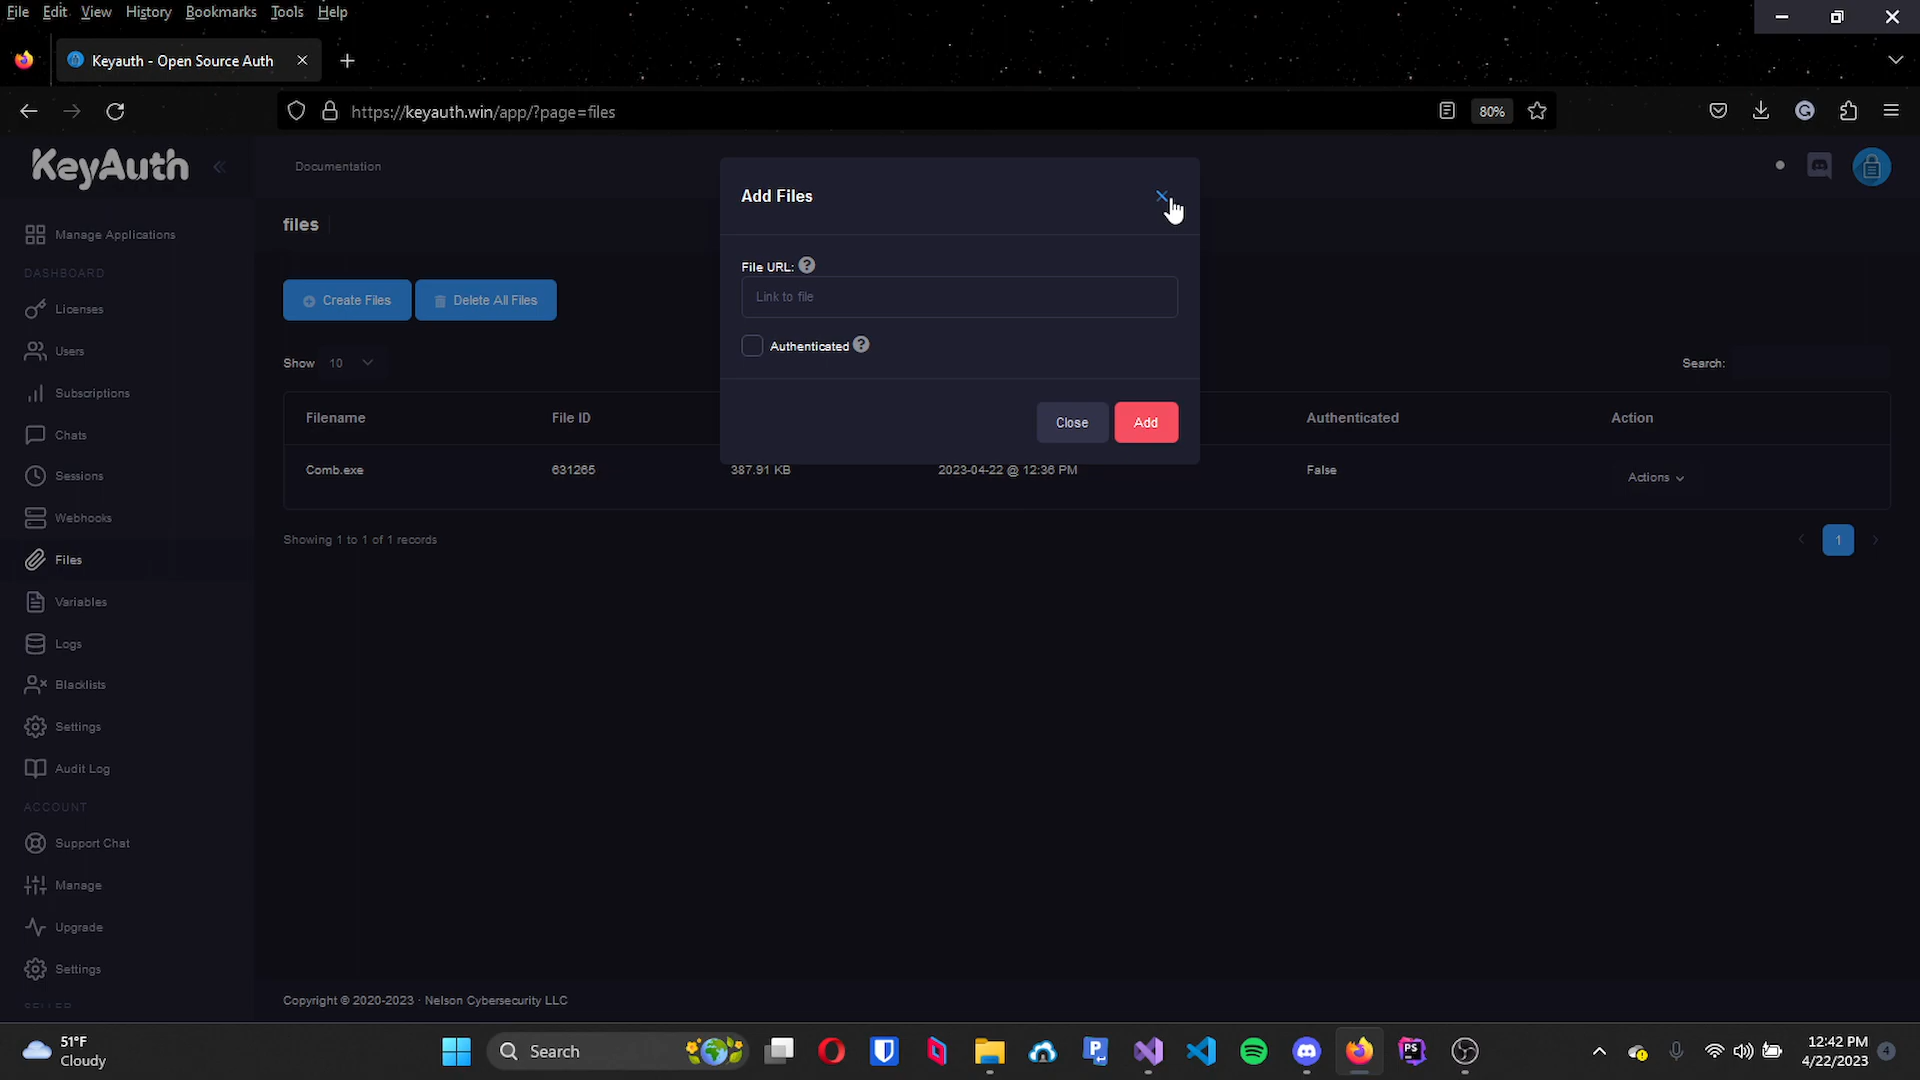 File Edit View History Bookmarks Tools Help
Keyauth - Open Source Auth
https://keyauth.win/app/?page=files
80%
KeyAuth
Documentation
Add Files
files
Manage Applications
DASHBOARD
Licenses
Users
Subscriptions
Chats
Sessions
Webhooks
Files
Variables
Logs
Blacklists
Settings
Audit Log
ACCOUNT
Support Chat
Manage
Upgrade
Settings
SELLER
Create Files
Delete All Files
File URL: ?
Link to file
Authenticated ?
Close
Add
Show 10
Search:
Filename File ID Authenticated Action
Comb.exe 631265 387.91 KB 2023-04-22 @ 12:36 PM False Actions
Showing 1 to 1 of 1 records
1
Copyright © 2020-2023 · Nelson Cybersecurity LLC
51°F
Cloudy
Search
12:42 PM
4/22/2023
4